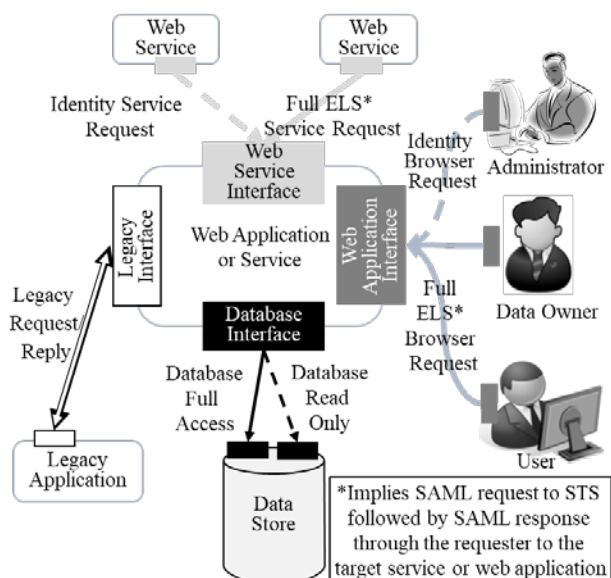 Web
Service
Web
Service
Identity Service
Request
Full ELS*
Service Request
Web
Service
Interface
Identity
Browser
Request
Administrator
Legacy
Interface
Web Application
or Service
Web
Application
Interface
Data Owner
Legacy
Request
Reply
Database
Interface
Full
ELS*
Browser
Request
Database
Full
Access
Database
Read
Only
User
Legacy
Application
Data
Store
*Implies SAML request to STS
followed by SAML response
through the requester to the
target service or web application